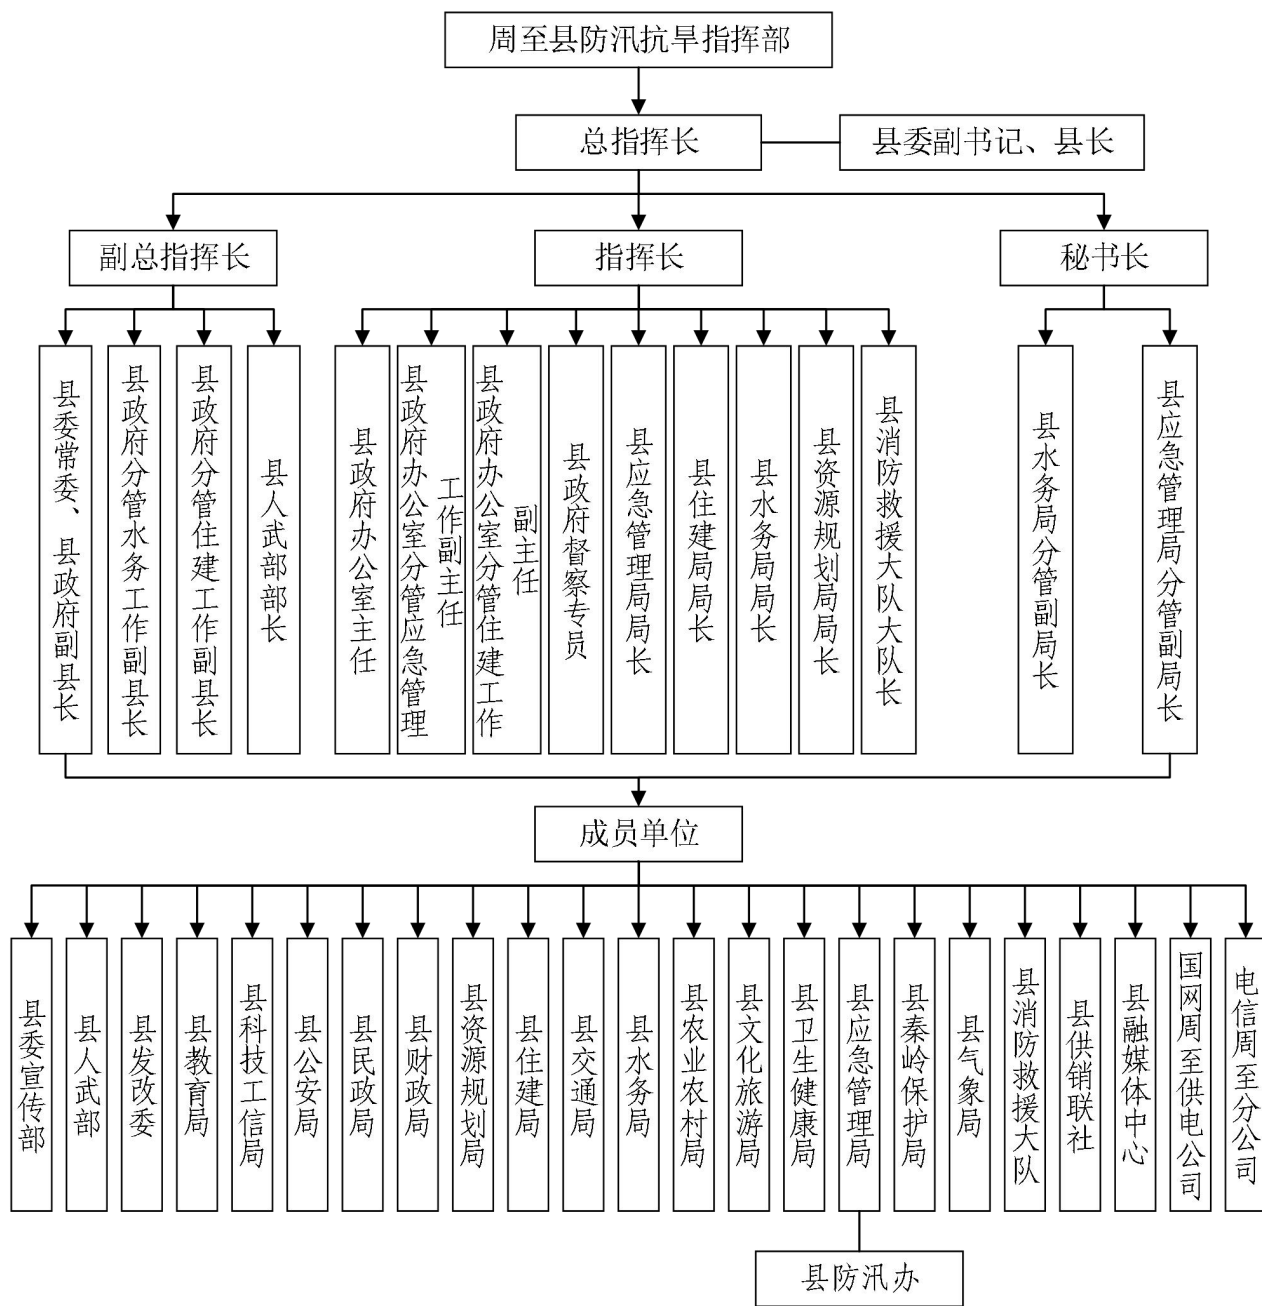 周至县防汛抗旱指挥部
总指挥长
县委副书记、县长
副总指挥长
指挥长
秘书长
县委常委、县政府副县长
县政府分管水务工作副县长
县政府分管住建工作副县长
县人武部部长
县政府办公室主任
县政府办公室分管应急管理
工作副主任
县政府办公室分管住建工作
副主任
县政府督察专员
县应急管理局局长
县住建局局长
县水务局局长
县资源规划局局长
县消防救援大队大队长
县水务局分管副局长
县应急管理局分管副局长
成员单位
县委宣传部
县人武部
县发改委
县教育局
县科技工信局
县公安局
县民政局
县财政局
县资源规划局
县住建局
县交通局
县水务局
县农业农村局
县文化旅游局
县卫生健康局
县应急管理局
县秦岭保护局
县气象局
县消防救援大队
县供销联社
县融媒体中心
国网周至供电公司
电信周至分公司
县防汛办